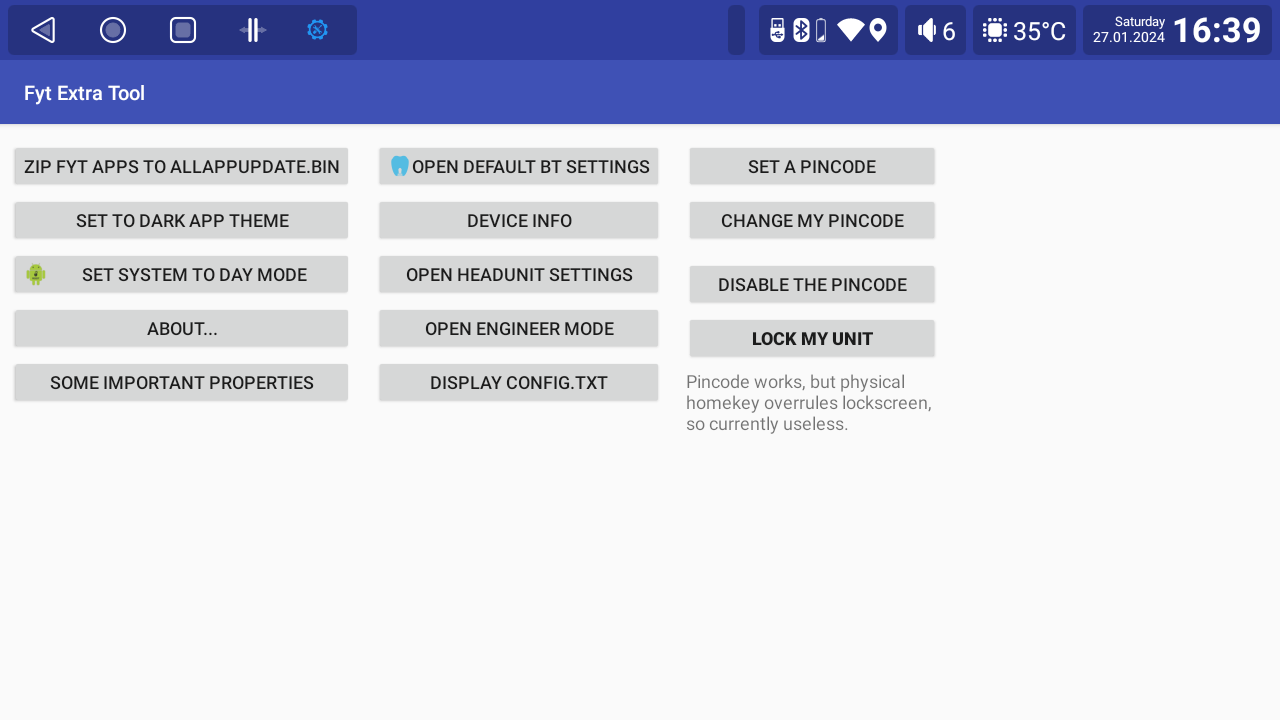 6
35°C
Saturday
27.01.2024
16:39
Fyt Extra Tool
ZIP FYT APPS TO ALLAPPUPDATE.BIN
SET TO DARK APP THEME
SET SYSTEM TO DAY MODE
ABOUT...
SOME IMPORTANT PROPERTIES
OPEN DEFAULT BT SETTINGS
DEVICE INFO
OPEN HEADUNIT SETTINGS
OPEN ENGINEER MODE
DISPLAY CONFIG.TXT
SET A PINCODE
CHANGE MY PINCODE
DISABLE THE PINCODE
LOCK MY UNIT
Pincode works, but physical
homekey overrules lockscreen,
so currently useless.